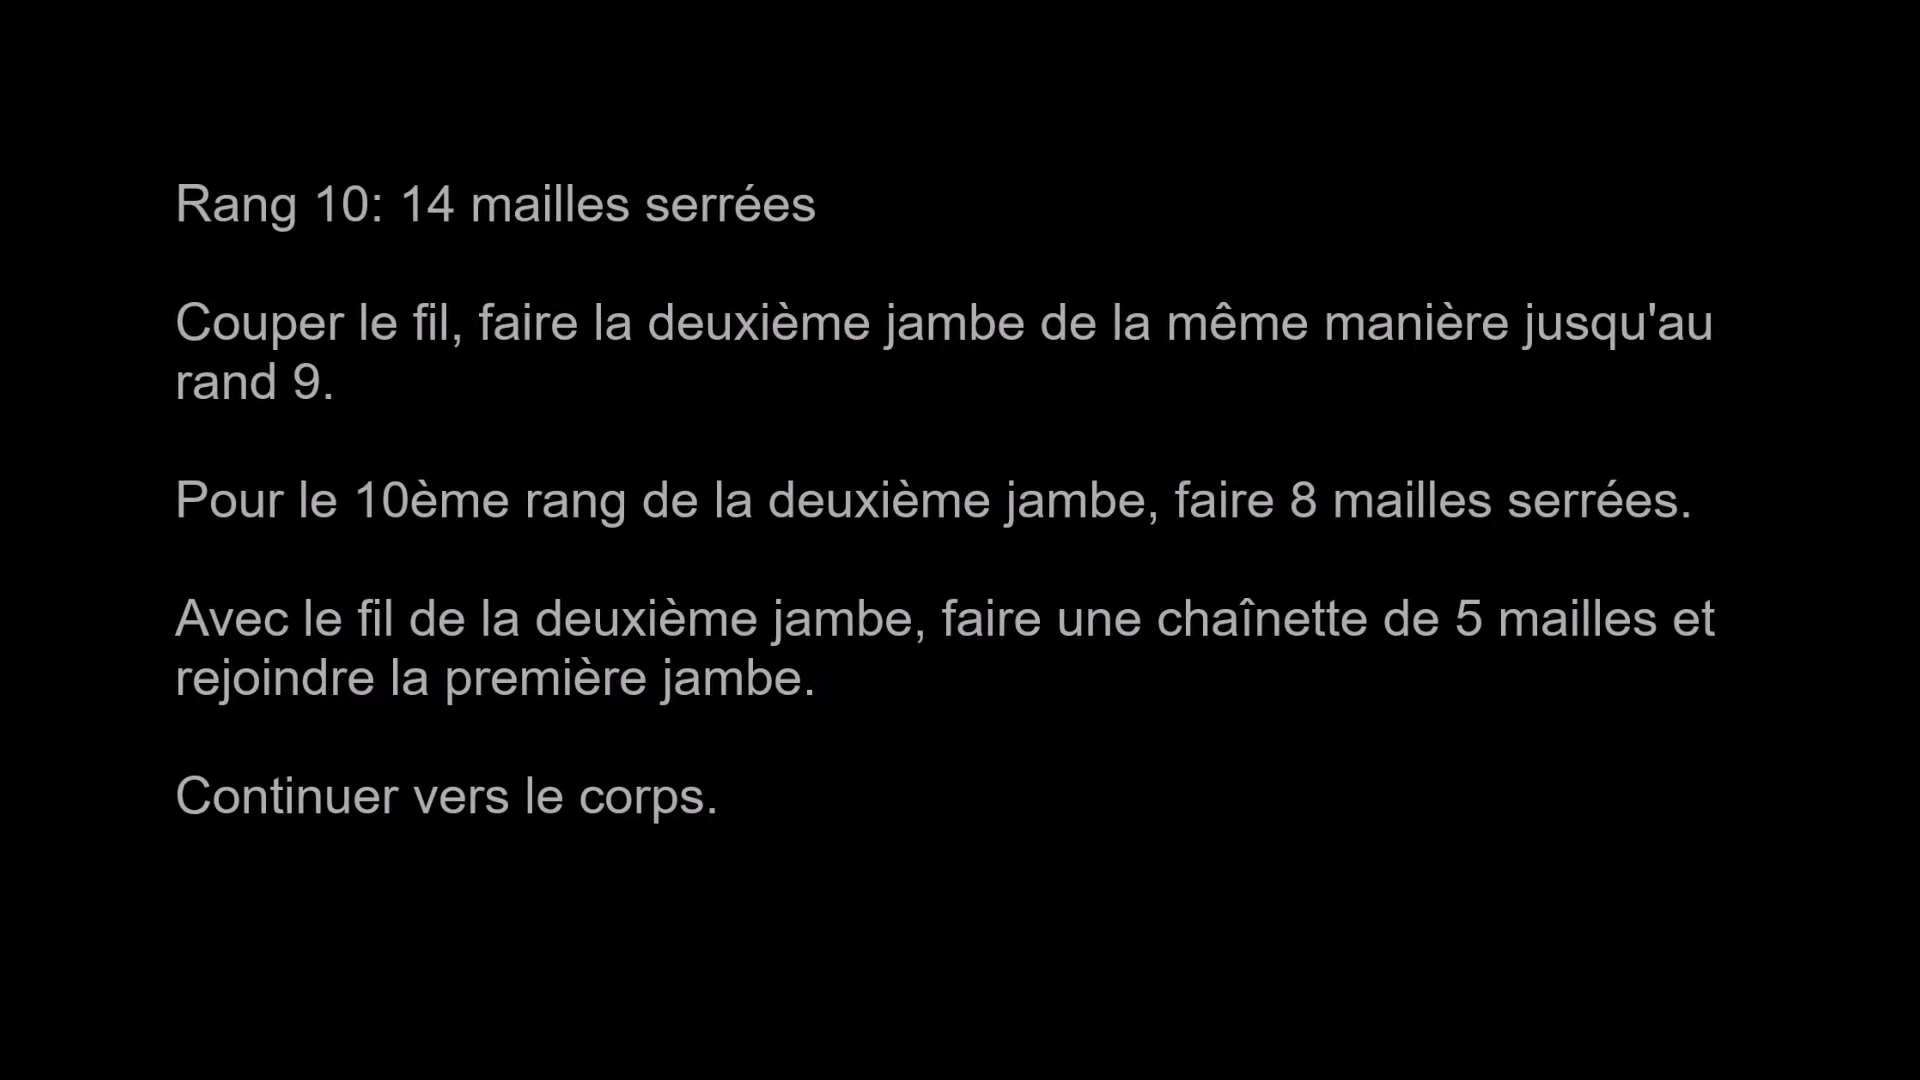 Rang 10: 14 mailles serrées
Couper le fil, faire la deuxième jambe de la même manière jusqu'au
rand 9.
Pour le 10ème rang de la deuxième jambe, faire 8 mailles serrées.
Avec le fil de la deuxième jambe, faire une chaînette de 5 mailles et
rejoindre la première jambe.
Continuer vers le corps.